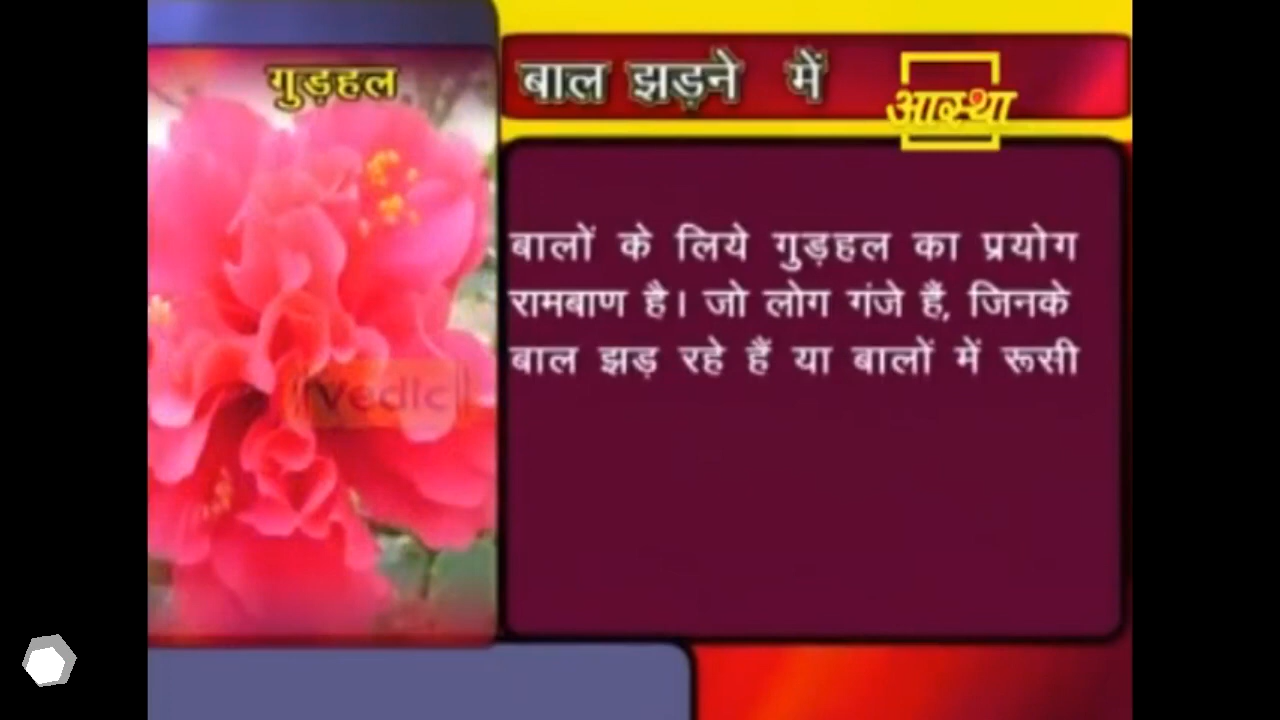 गुड़हल
बाल झड़ने में
आस्था
बालों के लिये गुड़हल का प्रयोग
रामबाण है। जो लोग गंजे हैं, जिनके
बाल झड़ रहे हैं या बालों में रूसी
Vedic